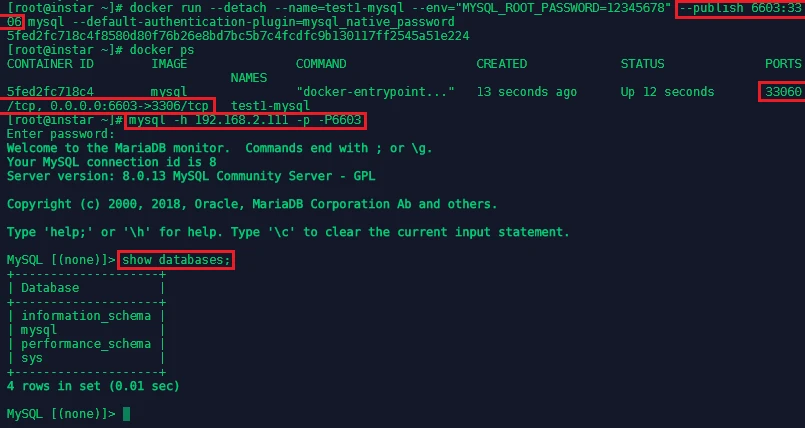 [root@instar ~]# docker run --detach --name=test1-mysql --env="MYSQL_ROOT_PASSWORD=12345678" --publish 6603:33
06 mysql --default-authentication-plugin=mysql_native_password
5fed2fc718c4f8580d80f76b26e8bd7bc5b7c4fcdfc9b130117ff2545a51e224
[root@instar ~]# docker ps
CONTAINER ID        IMAGE               COMMAND                  CREATED             STATUS              PORTS
                            NAMES
5fed2fc718c4        mysql               "docker-entrypoint..."   13 seconds ago      Up 12 seconds       33060
/tcp, 0.0.0.0:6603->3306/tcp   test1-mysql
[root@instar ~]# mysql -h 192.168.2.111 -p -P6603
Enter password:
Welcome to the MariaDB monitor.  Commands end with ; or \g.
Your MySQL connection id is 8
Server version: 8.0.13 MySQL Community Server - GPL
Copyright (c) 2000, 2018, Oracle, MariaDB Corporation Ab and others.
Type 'help;' or '\h' for help. Type '\c' to clear the current input statement.
MySQL [(none)]> show databases;
+--------------------+
| Database           |
+--------------------+
| information_schema |
| mysql              |
| performance_schema |
| sys                |
+--------------------+
4 rows in set (0.01 sec)
MySQL [(none)]>